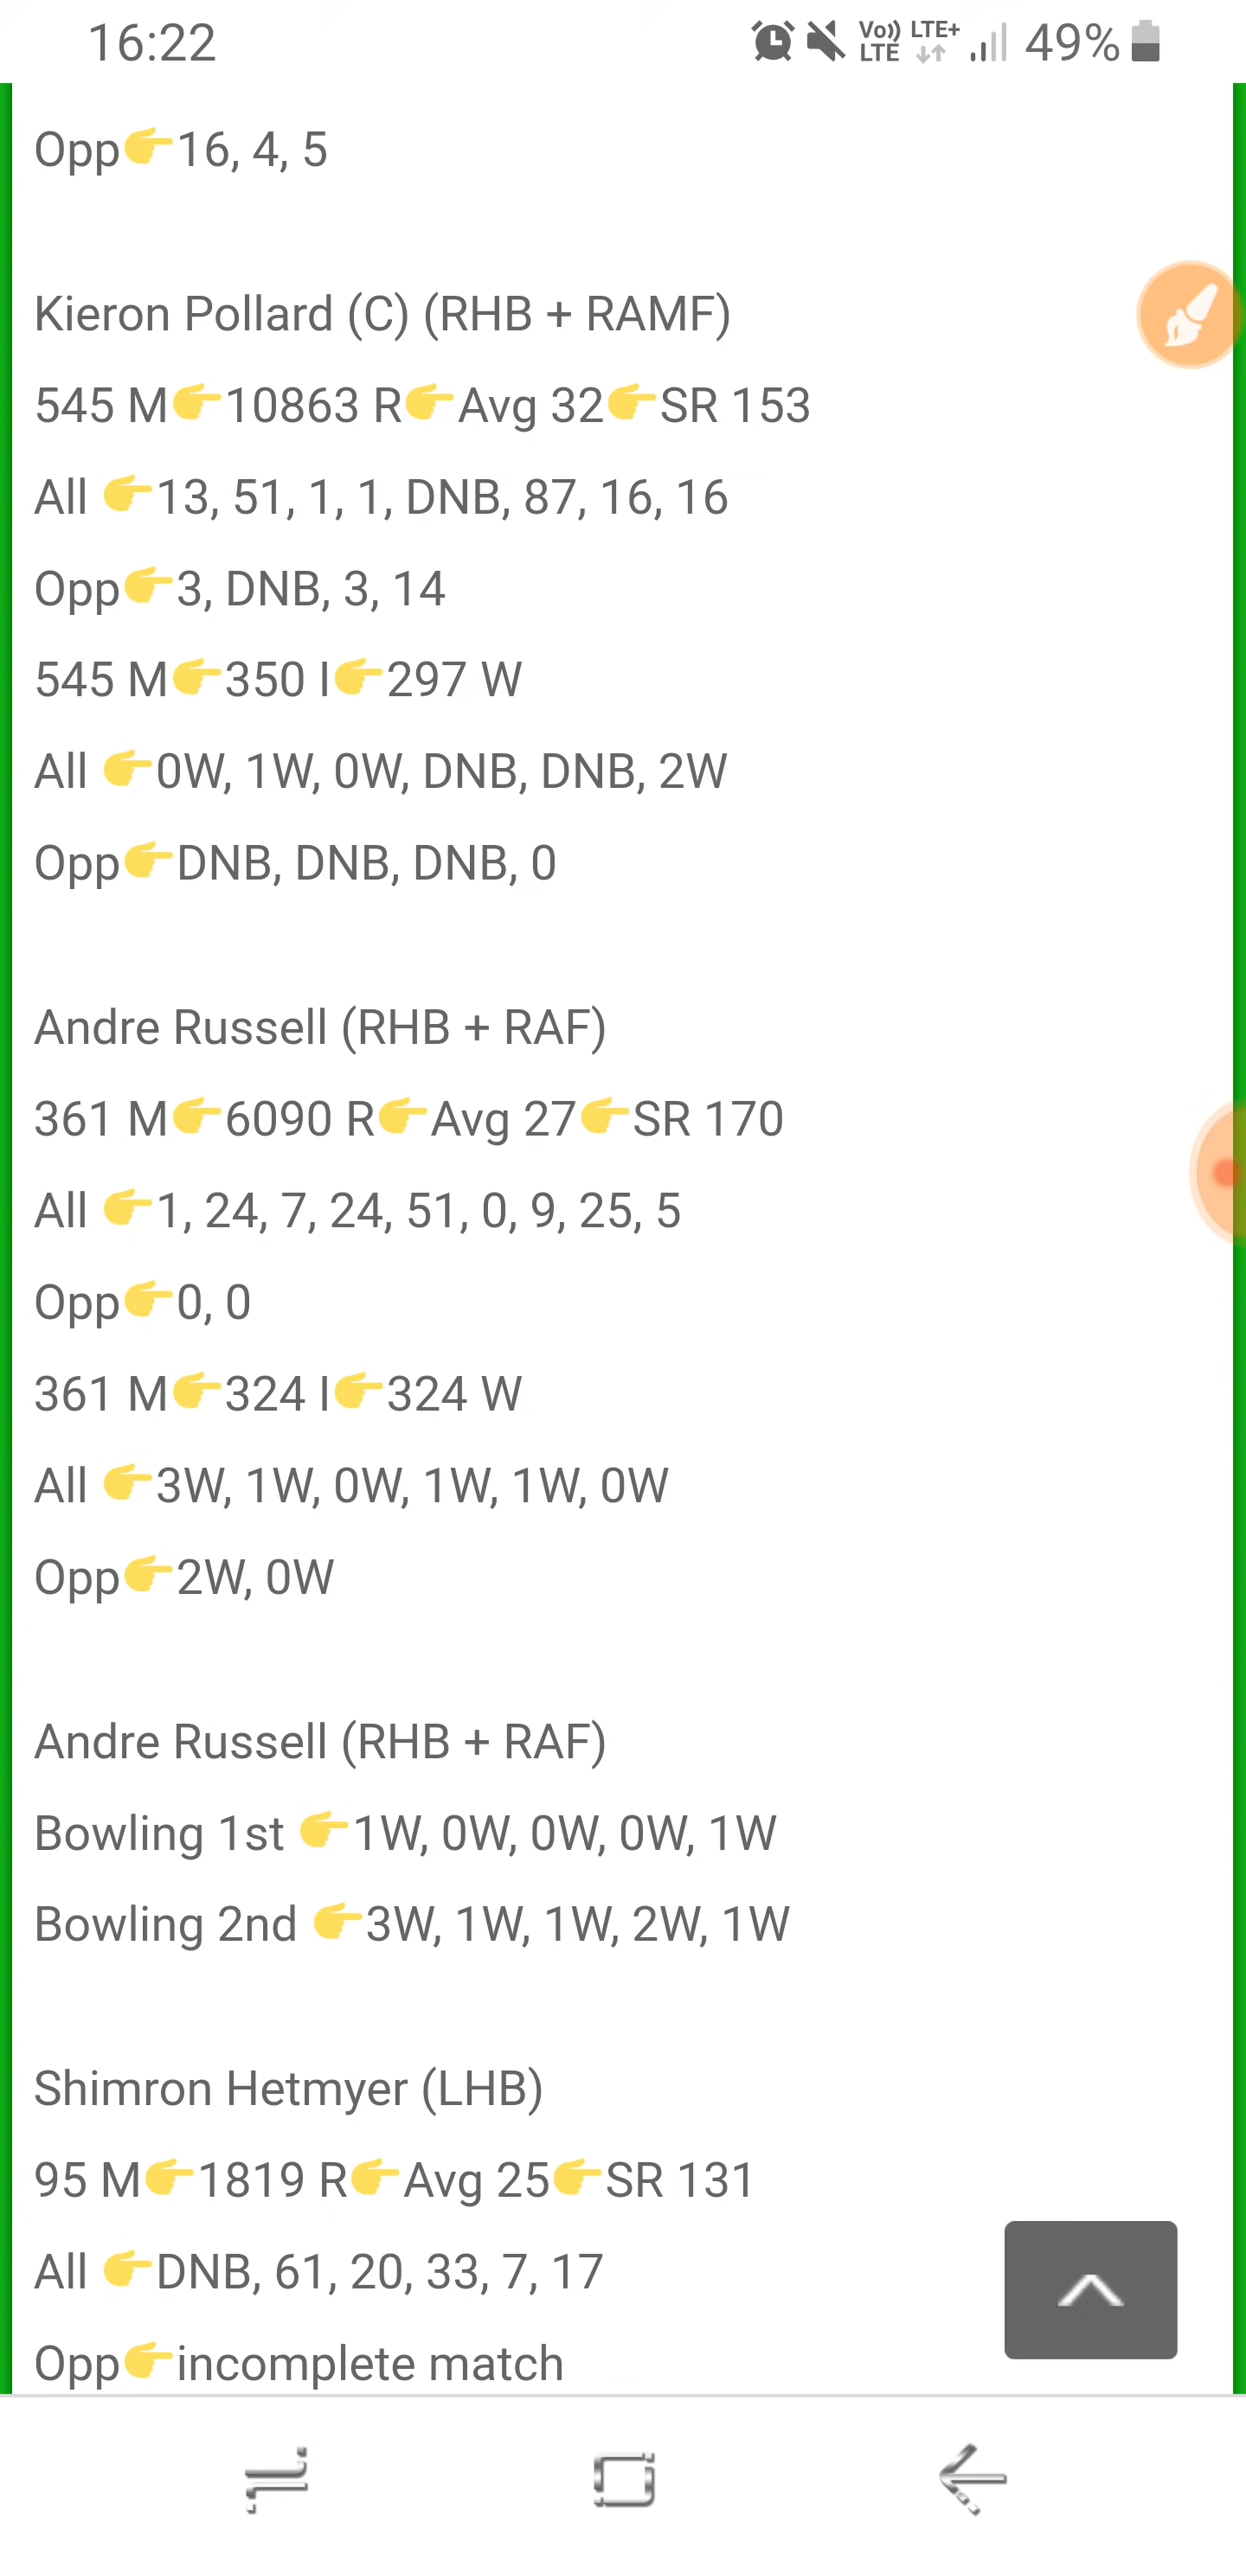 16:22 Vo)) LTE LTE+ 49%
Opp👉16, 4, 5
Kieron Pollard (C) (RHB + RAMF)
545 M👉10863 R👉Avg 32👉SR 153
All 👉13, 51, 1, 1, DNB, 87, 16, 16
Opp👉3, DNB, 3, 14
545 M👉350 I👉297 W
All 👉0W, 1W, 0W, DNB, DNB, 2W
Opp👉DNB, DNB, DNB, 0
Andre Russell (RHB + RAF)
361 M👉6090 R👉Avg 27👉SR 170
All 👉1, 24, 7, 24, 51, 0, 9, 25, 5
Opp👉0, 0
361 M👉324 I👉324 W
All 👉3W, 1W, 0W, 1W, 1W, 0W
Opp👉2W, 0W
Andre Russell (RHB + RAF)
Bowling 1st 👉1W, 0W, 0W, 0W, 1W
Bowling 2nd 👉3W, 1W, 1W, 2W, 1W
Shimron Hetmyer (LHB)
95 M👉1819 R👉Avg 25👉SR 131
All 👉DNB, 61, 20, 33, 7, 17
Opp👉incomplete match